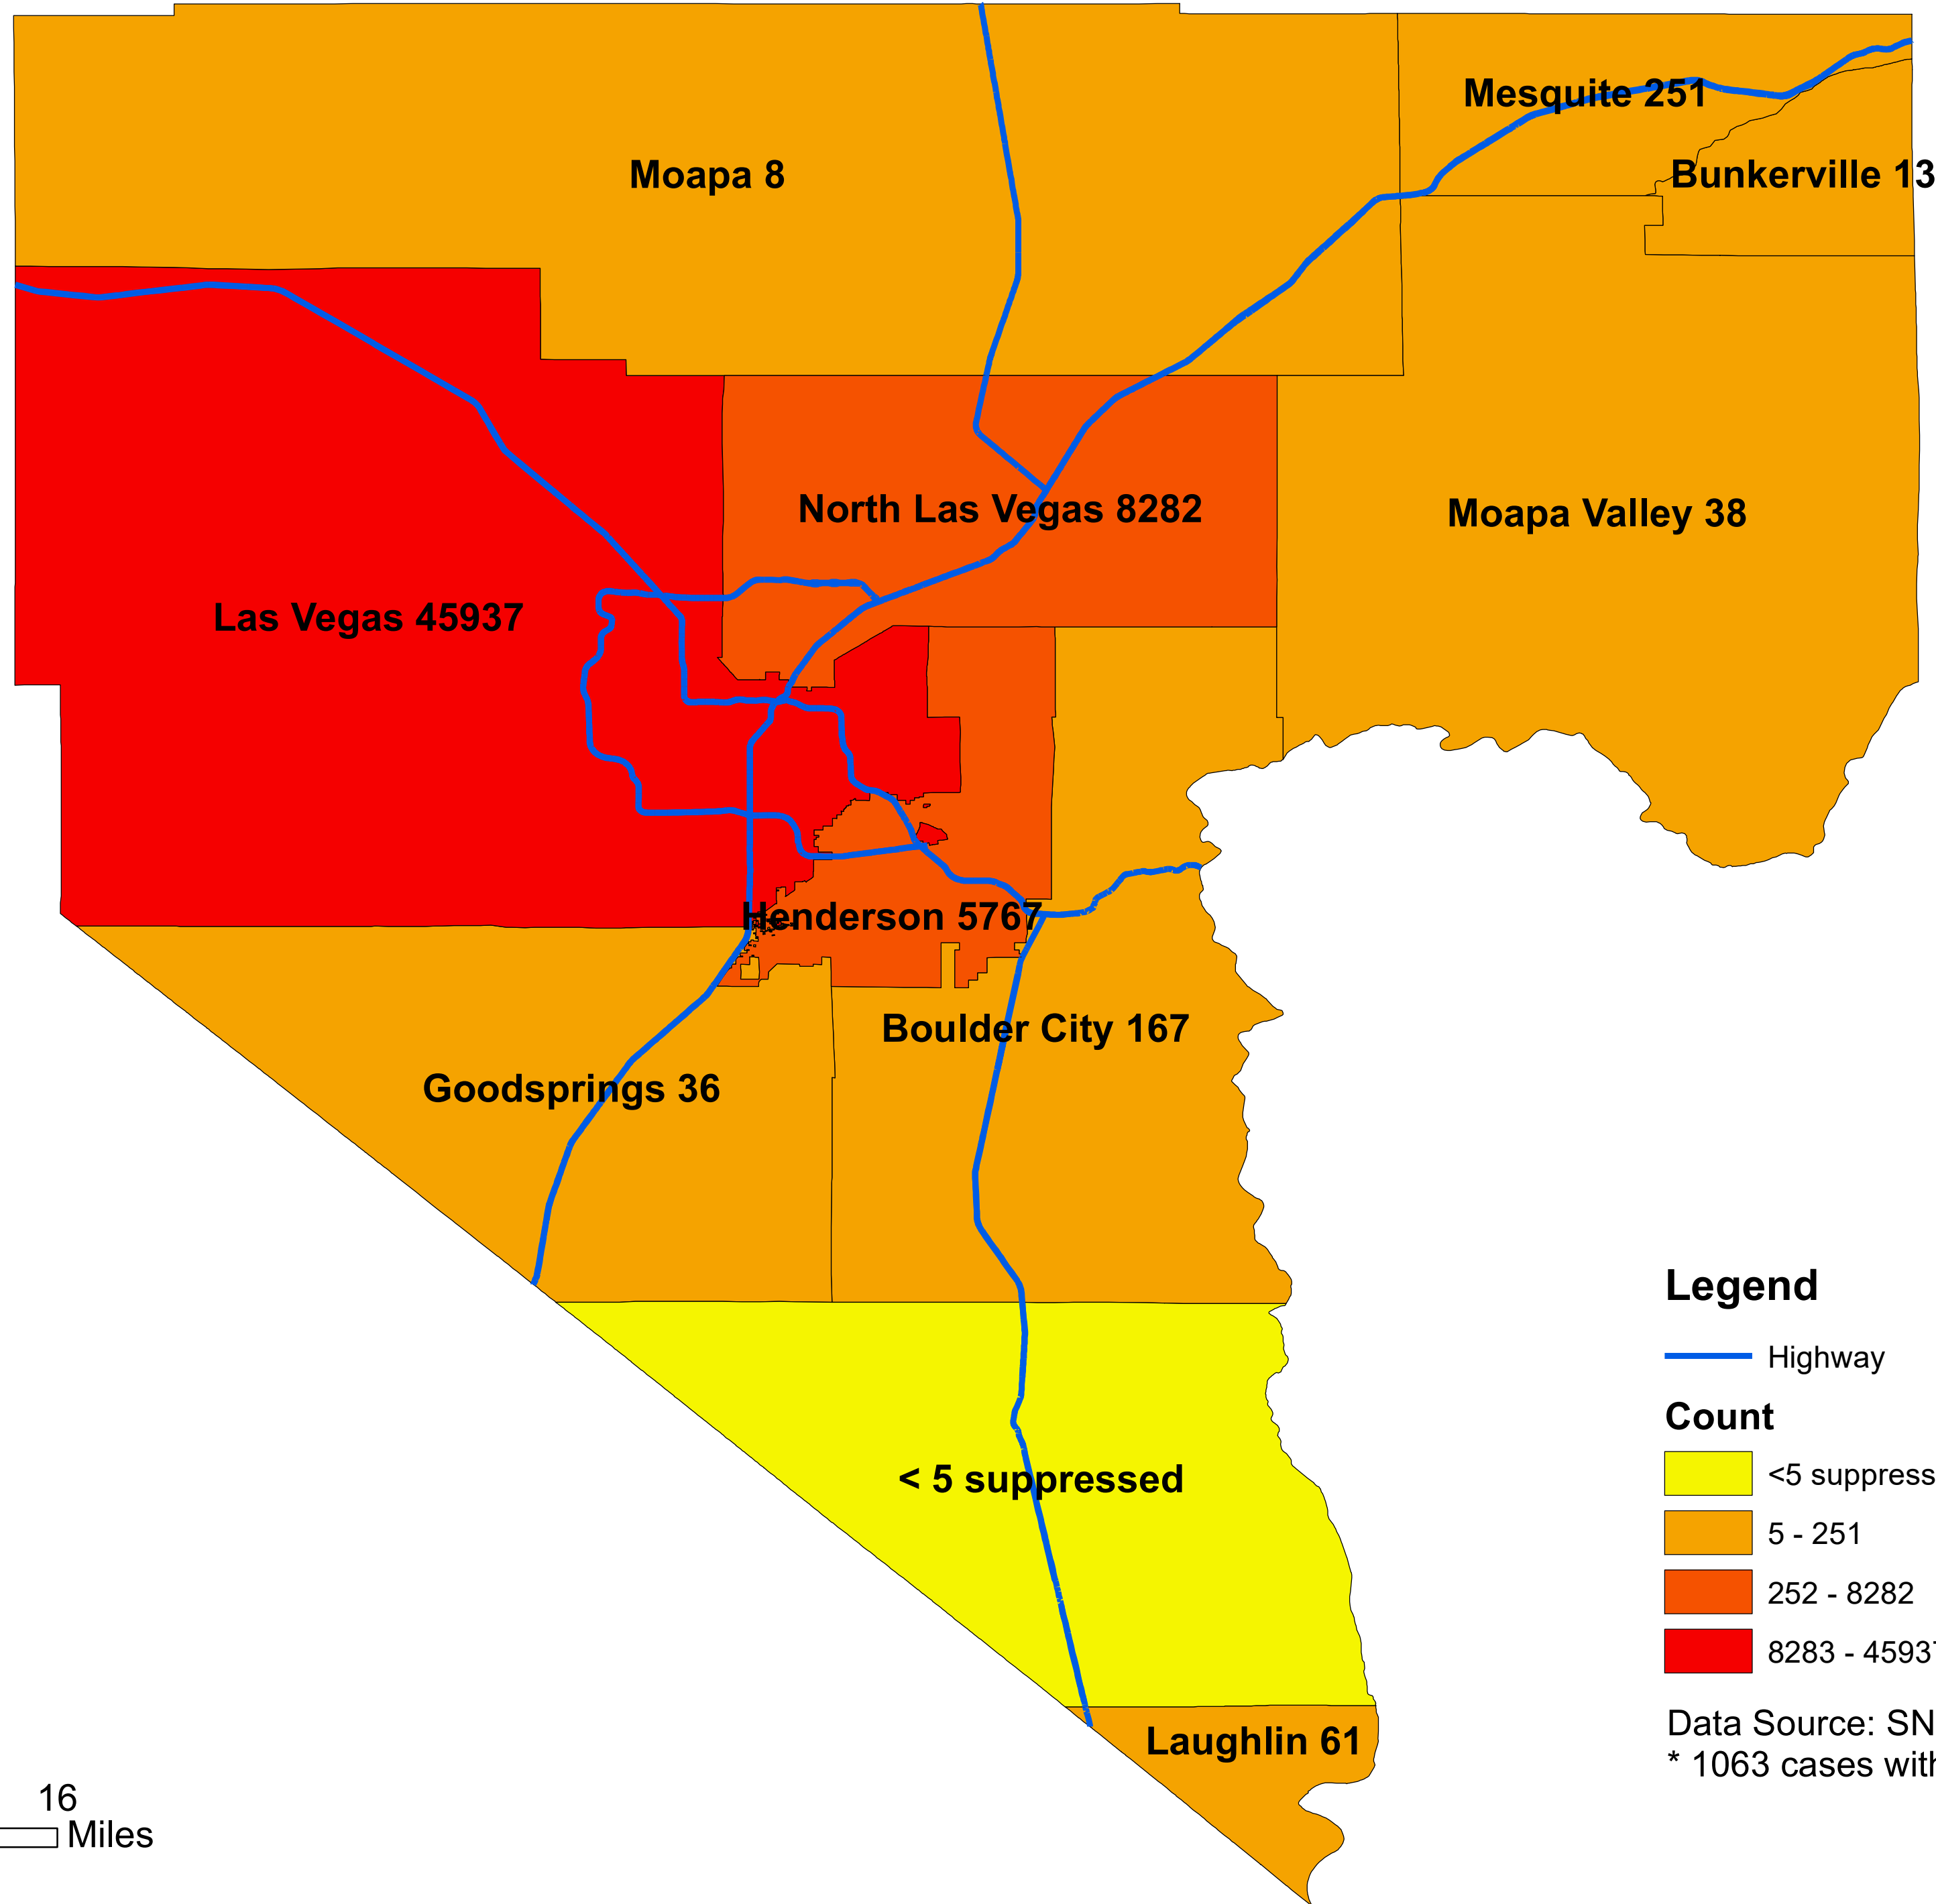 Mesquite 251
Moapa 8
Bunkerville 13
North Las Vegas 8282
Moapa Valley 38
Las Vegas 45937
Henderson 5767
Boulder City 167
Goodsprings 36
Legend
Highway
Count
< 5 suppressed
<5 suppress
5 - 251
252 - 8282
8283 - 45937
Data Source: SN
Laughlin 61
* 1063 cases with
16
Miles